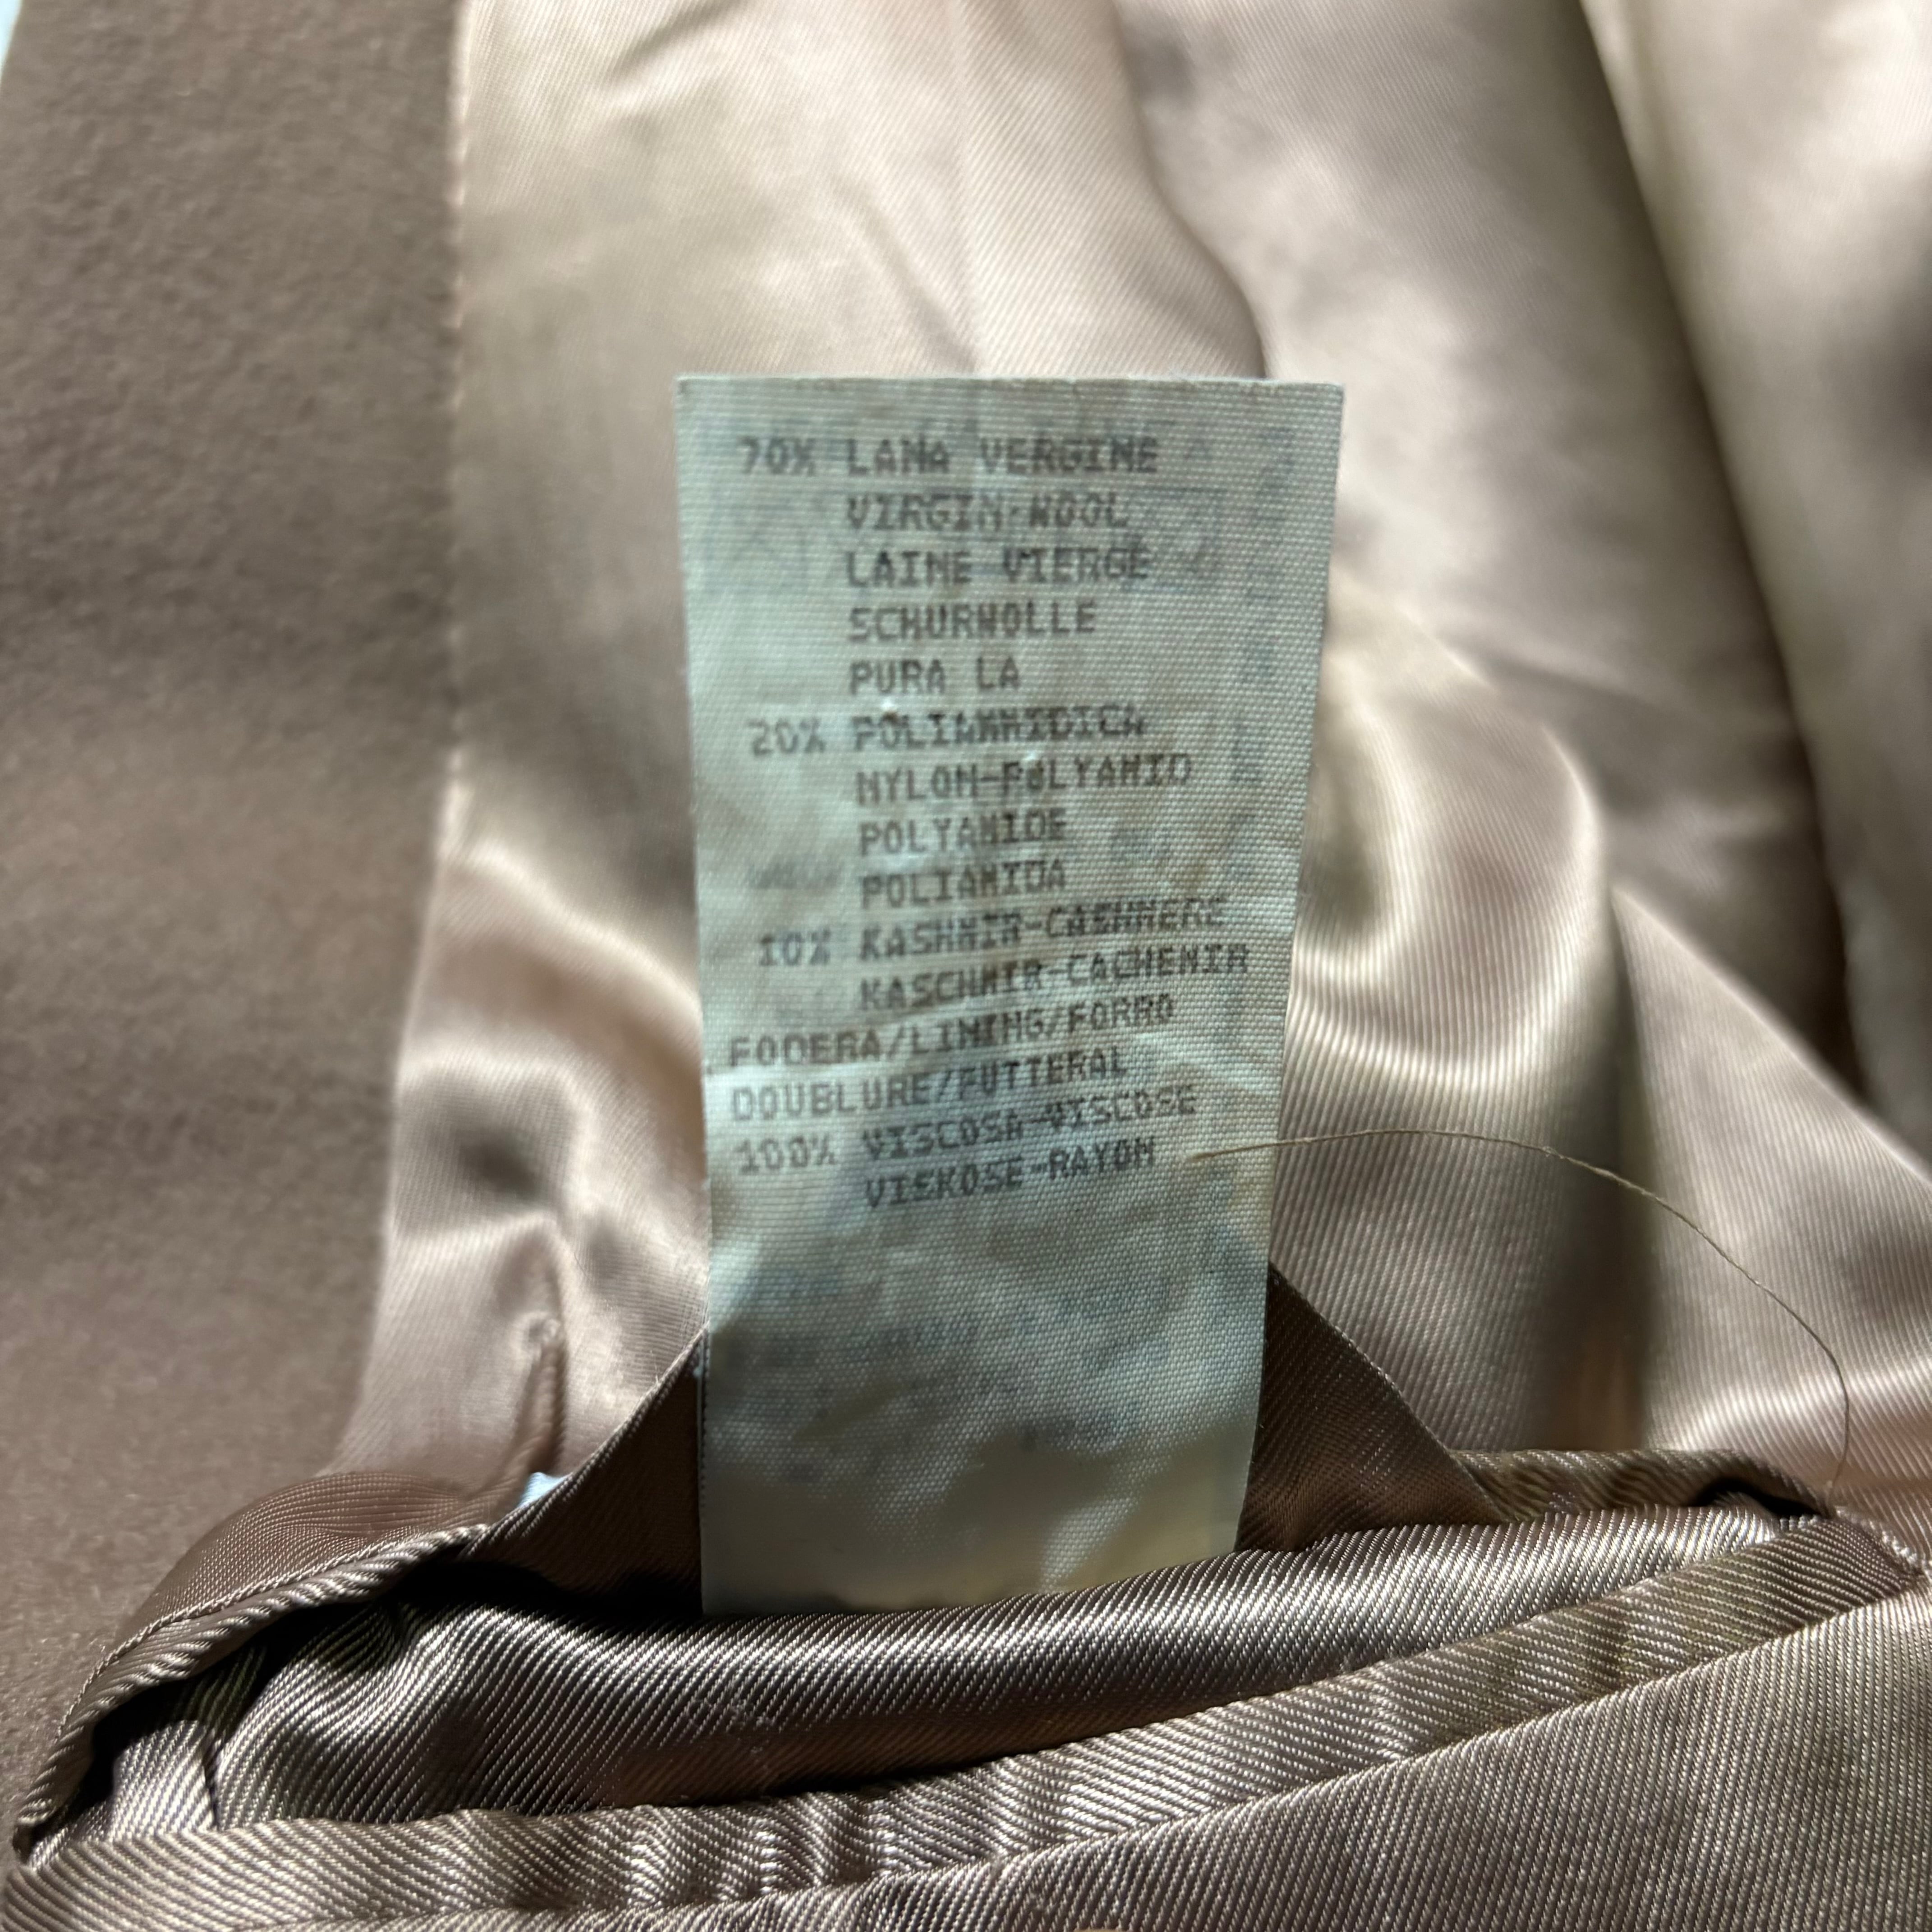 70% LANA VERGINE
VIRGIN-WOOL
LAINE VIERGE
SCHURWOLLE
PURA LA
20% POLIAMMIDICA
NYLON-POLYAMID
POLYAMIDE
POLIAMIDA
10% KASHMIR-CASHMERE
KASCHMIR-CACHEMIR
FODERA/LINING/FORRO
DOUBLURE/FUTTERAL
100% VISCOSA-VISCOSE
VISKOSE-RAYON